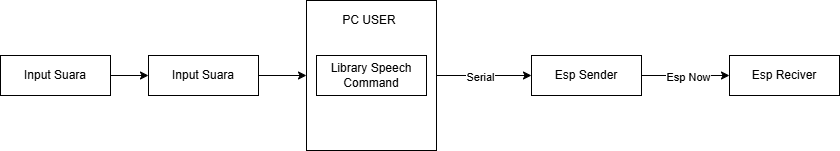 PC USER
Input Suara
Input Suara
Library Speech
Command
Serial
Esp Sender
Esp Now
Esp Reciver